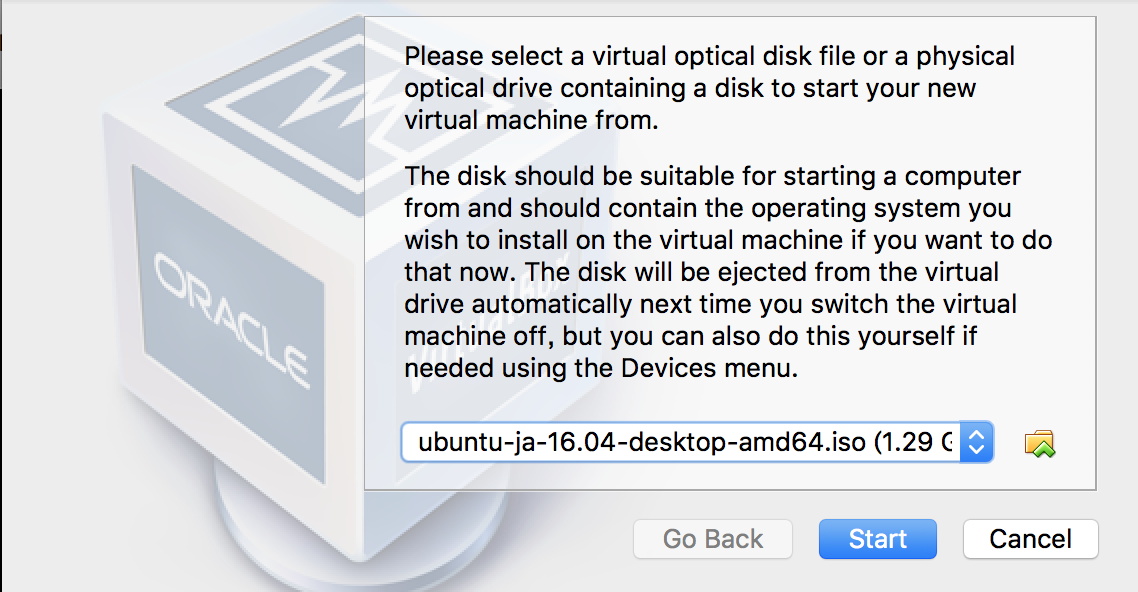 Please select a virtual optical disk file or a physical
optical drive containing a disk to start your new
virtual machine from.
The disk should be suitable for starting a computer
from and should contain the operating system you
wish to install on the virtual machine if you want to do
that now. The disk will be ejected from the virtual
drive automatically next time you switch the virtual
machine off, but you can also do this yourself if
needed using the Devices menu.
ORACLE
VirtualBox
ubuntu-ja-16.04-desktop-amd64.iso (1.29 G
Go Back
Start
Cancel